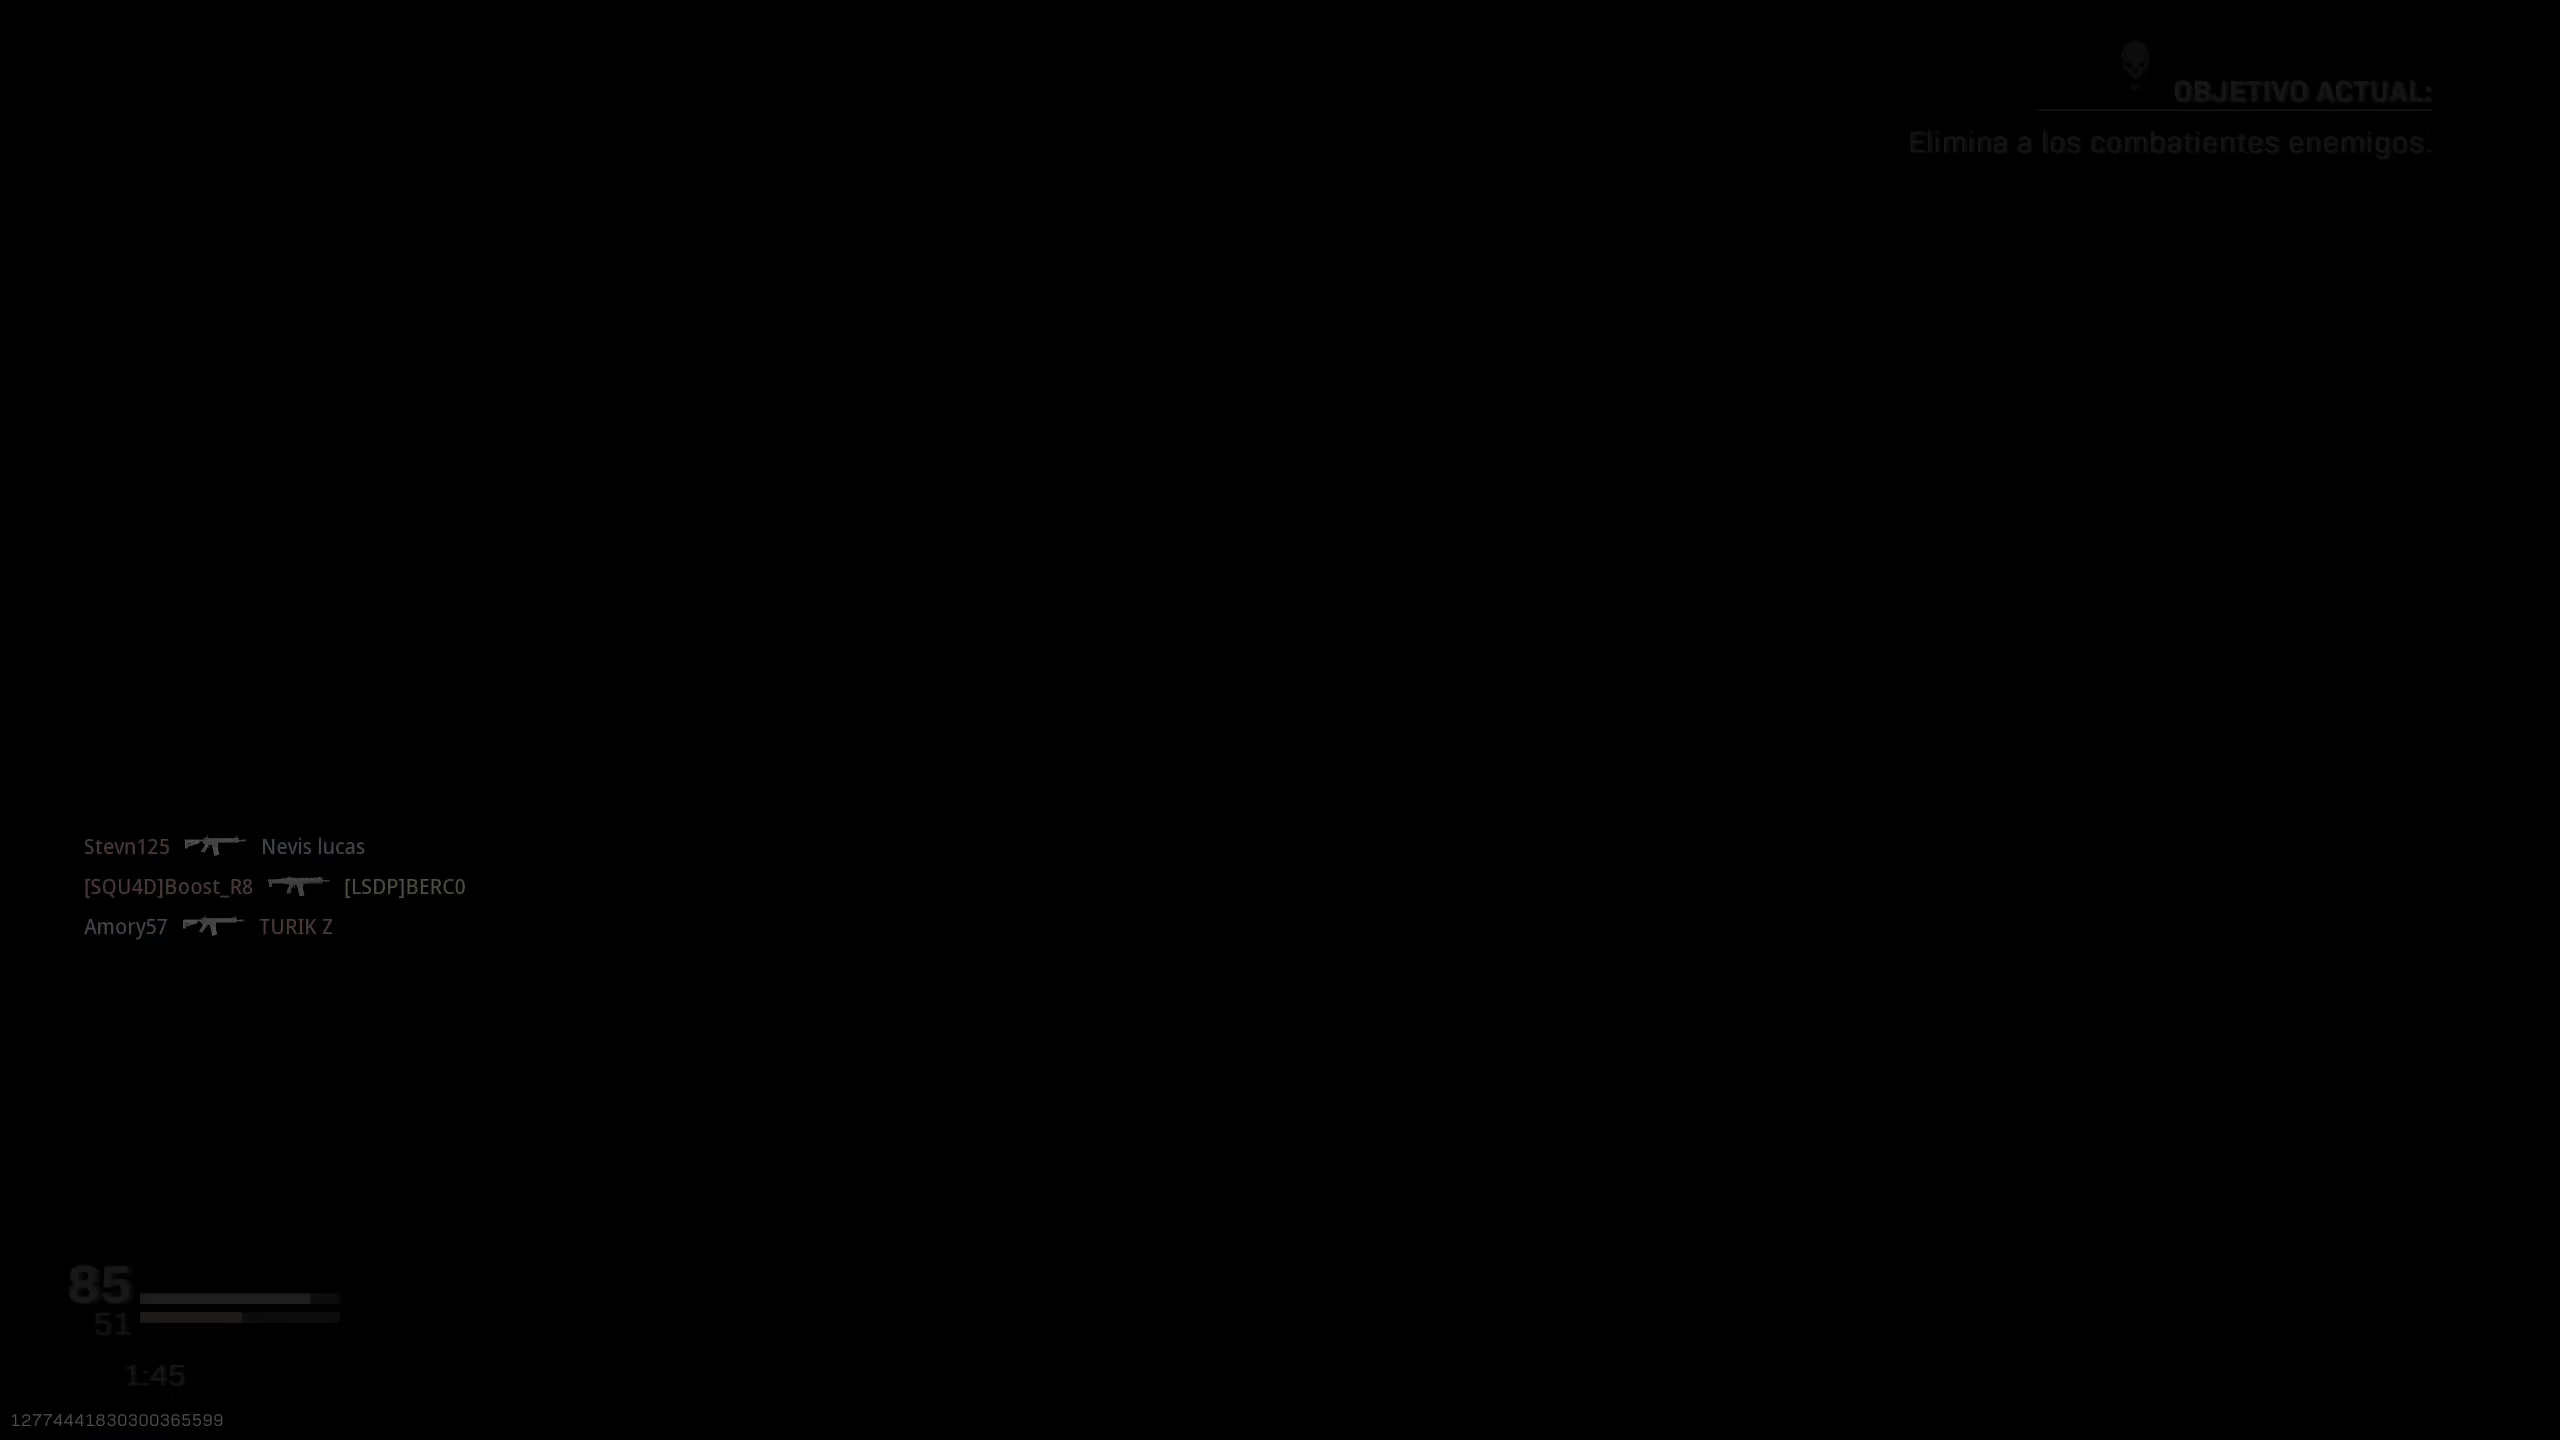 OBJETIVO ACTUAL:
Elimina a los combatientes enemigos.
Stevn125 Nevis lucas
[SQU4D]Boost_R8 [LSDP]BERC0
Amory57 TURIK Z
85
51
1:45
12774441830300365599